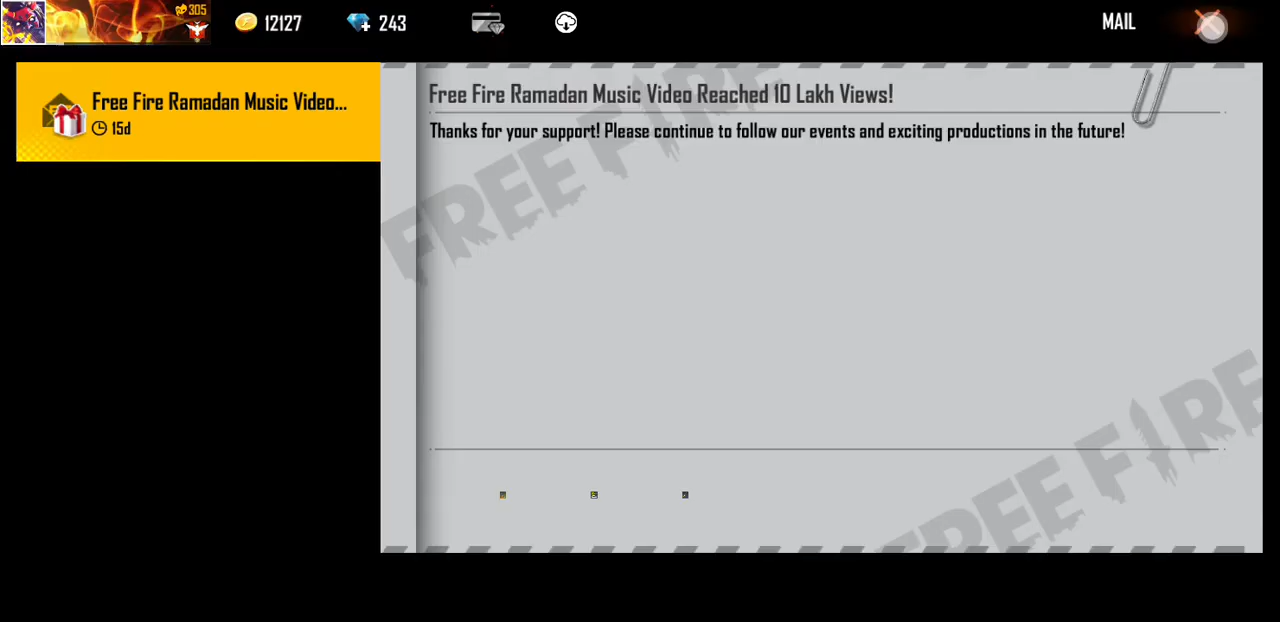 305
12127
243
MAIL
Free Fire Ramadan Music Video...
15d
Free Fire Ramadan Music Video Reached 10 Lakh Views!
Thanks for your support! Please continue to follow our events and exciting productions in the future!
FREE FIRE
FREE FIRE